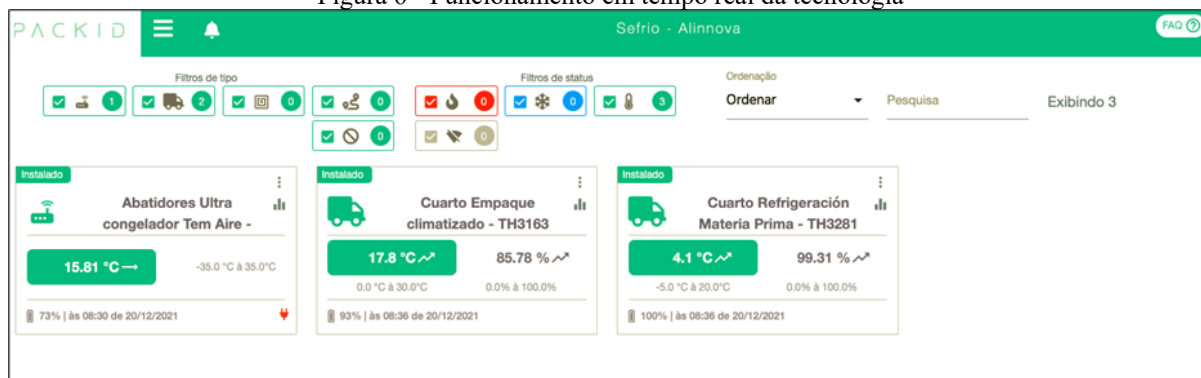 Figura 6 - Funcionamento em tempo real da tecnologia
PACKID
Sefrio - Alinnova
FAQ ?
Filtros de tipo
Filtros de status
Ordenação
1
2
0
0
0
0
3
Ordenar
Pesquisa
Exibindo 3
0
0
Instalado
Abatidores Ultra
congelador Tem Aire -
15.81 °C
-35.0 °C à 35.0°C
73% | às 08:30 de 20/12/2021
Instalado
Cuarto Empaque
climatizado - TH3163
17.8 °C
85.78 %
0.0 °C à 30.0°C
0.0% à 100.0%
93% | às 08:36 de 20/12/2021
Instalado
Cuarto Refrigeración
Materia Prima - TH3281
4.1 °C
99.31 %
-5.0 °C à 20.0°C
0.0% à 100.0%
100% | às 08:36 de 20/12/2021